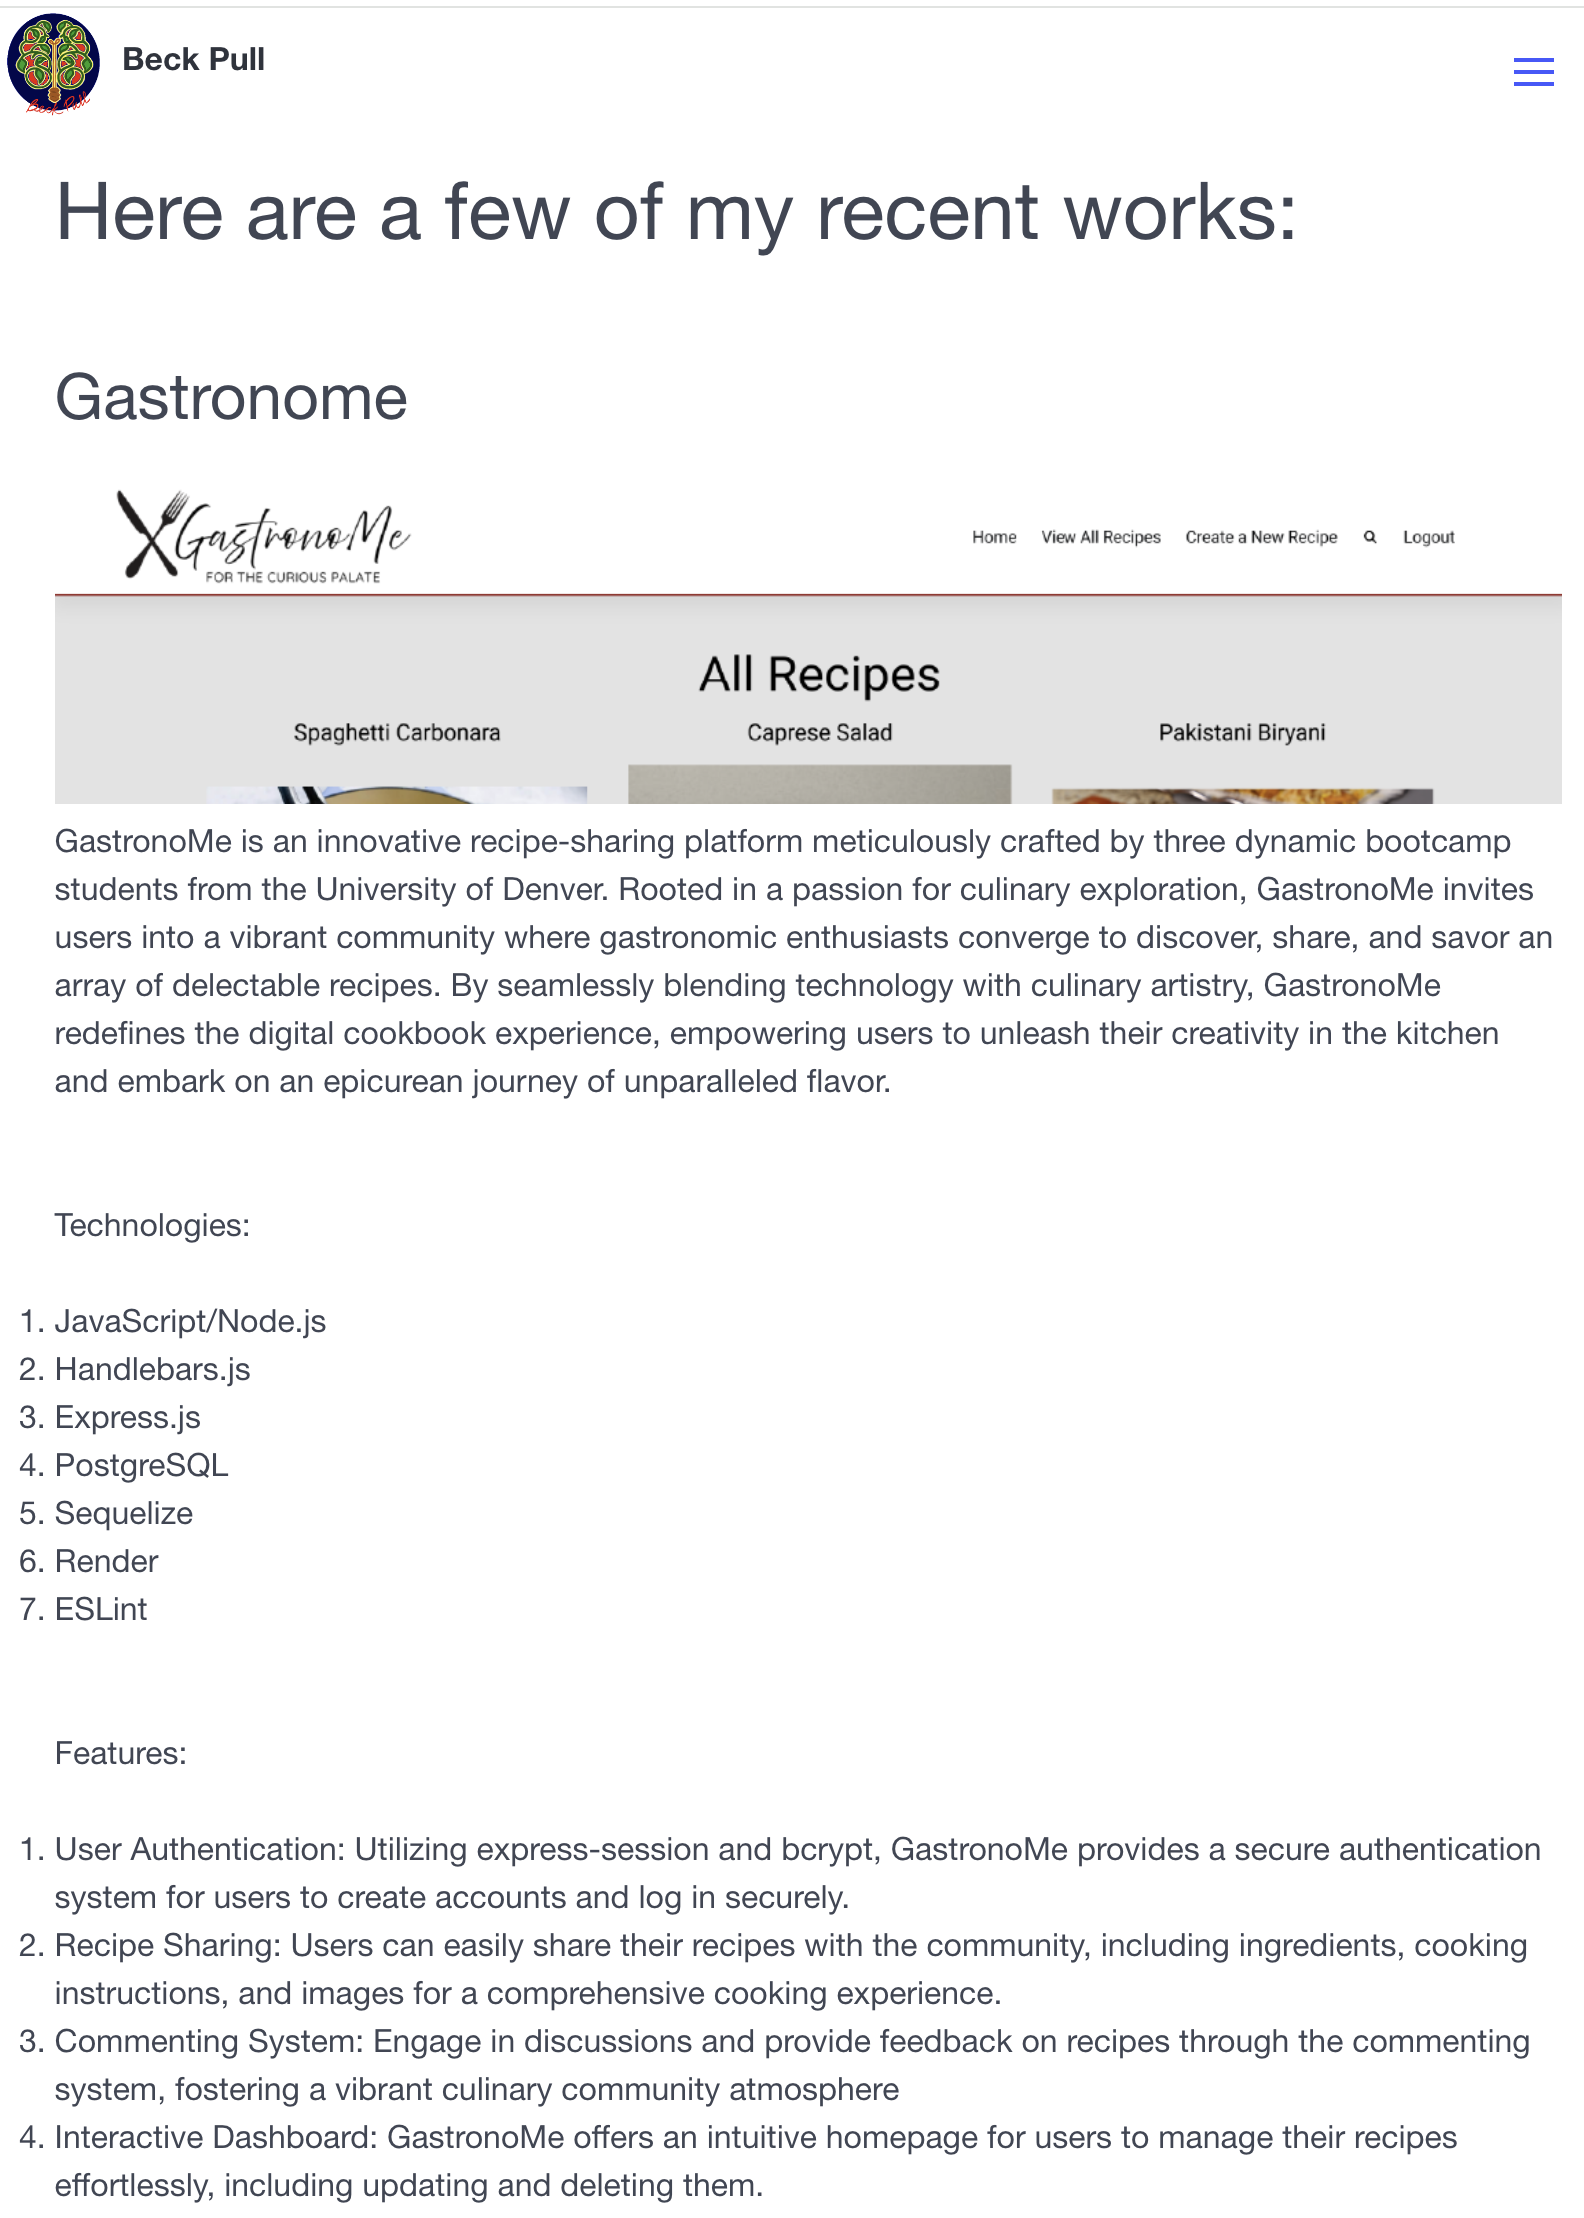 Beck Pull
Beck Pull
Here are a few of my recent works:
Gastronome
GastronoMe
FOR THE CURIOUS PALATE
Home View All Recipes Create a New Recipe Logout
All Recipes
Spaghetti Carbonara Caprese Salad Pakistani Biryani
GastronoMe is an innovative recipe-sharing platform meticulously crafted by three dynamic bootcamp
students from the University of Denver. Rooted in a passion for culinary exploration, GastronoMe invites
users into a vibrant community where gastronomic enthusiasts converge to discover, share, and savor an
array of delectable recipes. By seamlessly blending technology with culinary artistry, GastronoMe
redefines the digital cookbook experience, empowering users to unleash their creativity in the kitchen
and embark on an epicurean journey of unparalleled flavor.
Technologies:
1. JavaScript/Node.js
2. Handlebars.js
3. Express.js
4. PostgreSQL
5. Sequelize
6. Render
7. ESLint
Features:
1. User Authentication: Utilizing express-session and bcrypt, GastronoMe provides a secure authentication
system for users to create accounts and log in securely.
2. Recipe Sharing: Users can easily share their recipes with the community, including ingredients, cooking
instructions, and images for a comprehensive cooking experience.
3. Commenting System: Engage in discussions and provide feedback on recipes through the commenting
system, fostering a vibrant culinary community atmosphere
4. Interactive Dashboard: GastronoMe offers an intuitive homepage for users to manage their recipes
effortlessly, including updating and deleting them.